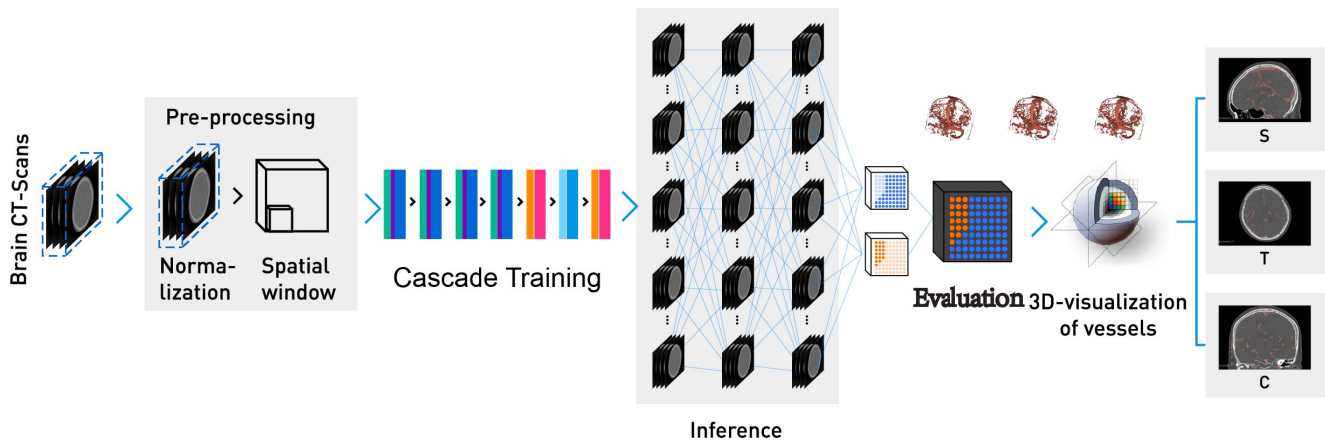 Brain CT-Scans
Pre-processing
Norma-
lization
Spatial
window
Cascade Training
Inference
Evaluation
3D-visualization
of vessels
S
T
C